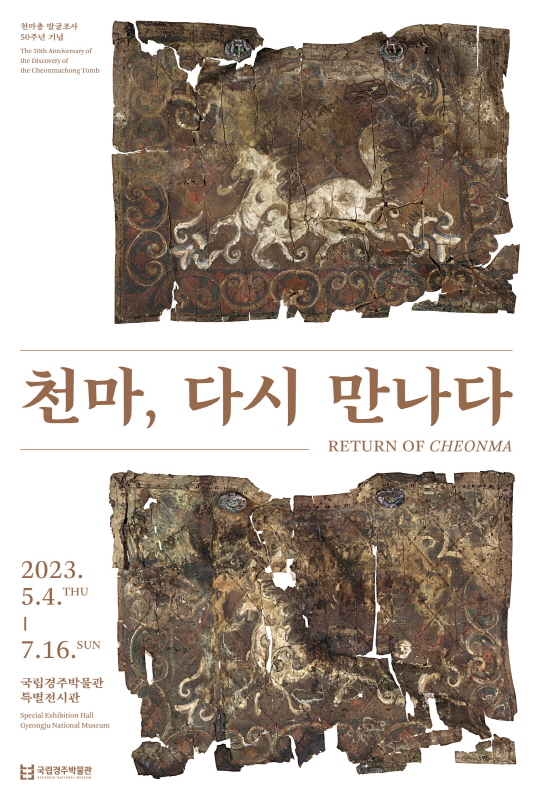 천마총 발굴조사
50주년 기념
The 50th Anniversary of
the Discovery of
the Cheonmachong Tomb
천마, 다시 만나다
RETURN OF CHEONMA
2023.
5.4.THU
|
7.16.SUN
국립경주박물관
특별전시관
Special Exhibition Hall
Gyeongju National Museum
국립경주박물관
GYEONGJU NATIONAL MUSEUM